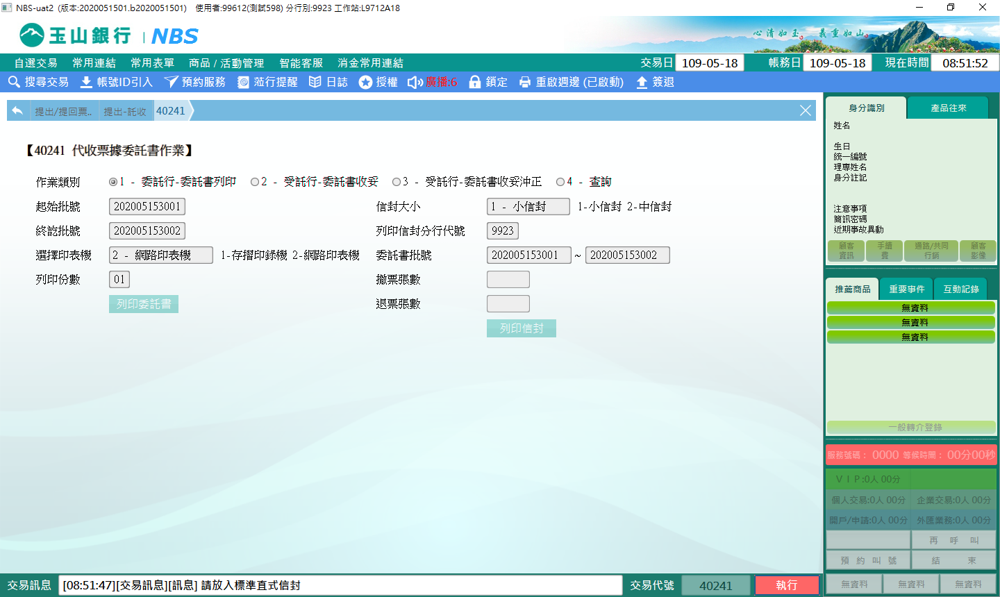 NBS-uat2 (版本:2020051501.b2020051501) 使用者:99612(測試598) 分行別:9923 工作站:L9712A18
玉山銀行 | NBS
心清如玉。義重如山。
自選交易 常用連結 常用表單 商品 / 活動管理 智能客服 消金常用連結 交易日 109-05-18 帳務日 109-05-18 現在時間 08:51:52
搜尋交易 帳號ID引入 預約服務 蒞行提醒 日誌 授權 廣播:6 鎖定 重啟週邊 (已啟動) 簽退
提出/提回票.. 提出-託收 40241
【40241 代收票據委託書作業】
作業類別 1 - 委託行-委託書列印 2 - 受託行-委託書收妥 3 - 受託行-委託書收妥沖正 4 - 查詢
起始批號 202005153001 信封大小 1 - 小信封 1-小信封 2-中信封
終訖批號 202005153002 列印信封分行代號 9923
選擇印表機 2 - 網路印表機 1-存摺印錄機 2-網路印表機 委託書批號 202005153001 ~ 202005153002
列印份數 01 撤票張數
列印委託書 退票張數
列印信封
身分識別 產品往來
姓名
生日
統一編號
理專姓名
身分註記
注意事項
簡訊密碼
近期事故異動
顧客資訊 手續費 通路/共同行銷 顧客影像
推薦商品 重要事件 互動記錄
無資料
無資料
無資料
一般轉介登錄
服務號碼： 0000 等候時間： 00分00秒
ＶＩＰ:0人 00分
個人交易:0人 00分 企業交易:0人 00分
開戶/申請:0人 00分 外匯業務:0人 00分
再 呼 叫
預 約 叫 號 結 束
無資料 無資料 無資料
交易訊息 [08:51:47][交易訊息][訊息] 請放入標準直式信封 交易代號 40241 執行